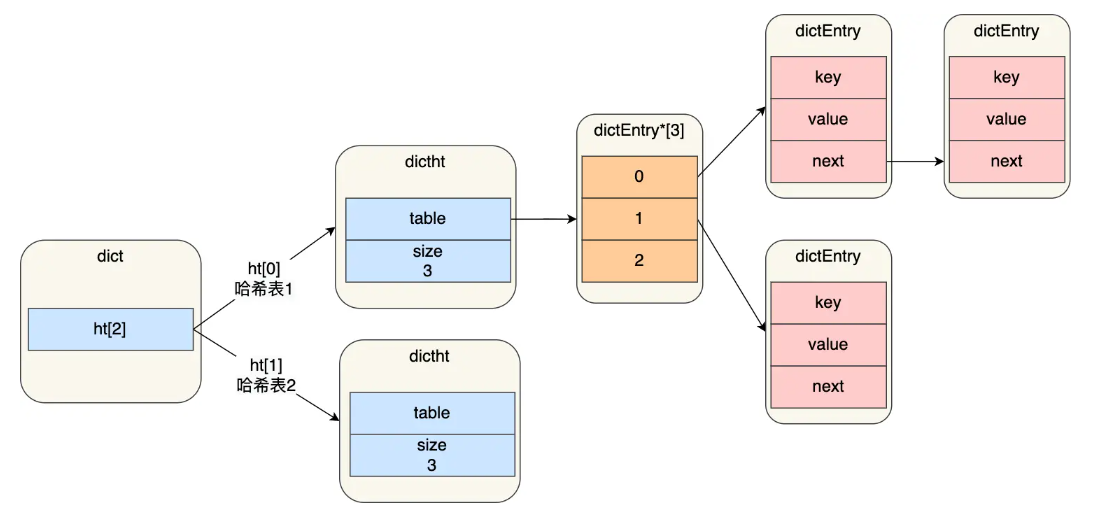 dict
ht[2]
ht[0]
哈希表1
ht[1]
哈希表2
dictht
table
size
3
dictht
table
size
3
dictEntry*[3]
0
1
2
dictEntry
key
value
next
dictEntry
key
value
next
dictEntry
key
value
next